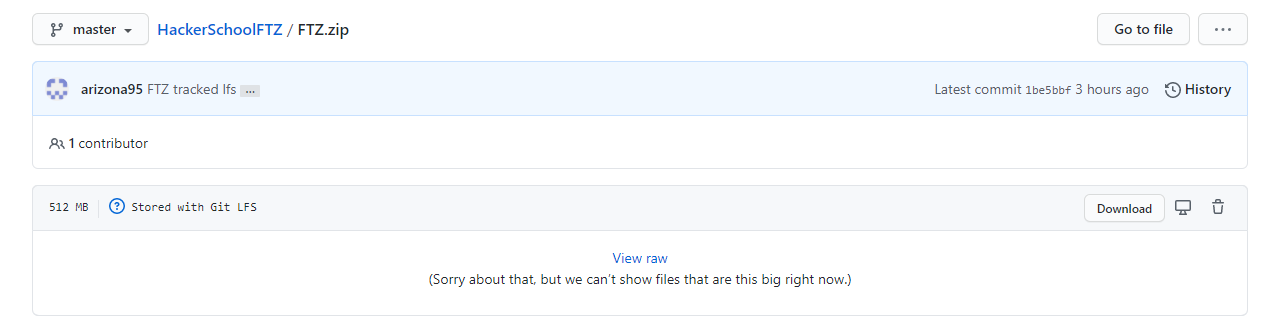 master HackerSchoolFTZ / FTZ.zip Go to file ...
arizona95 FTZ tracked lfs ... Latest commit 1be5bbf 3 hours ago History
1 contributor
512 MB ? Stored with Git LFS Download
View raw
(Sorry about that, but we can't show files that are this big right now.)